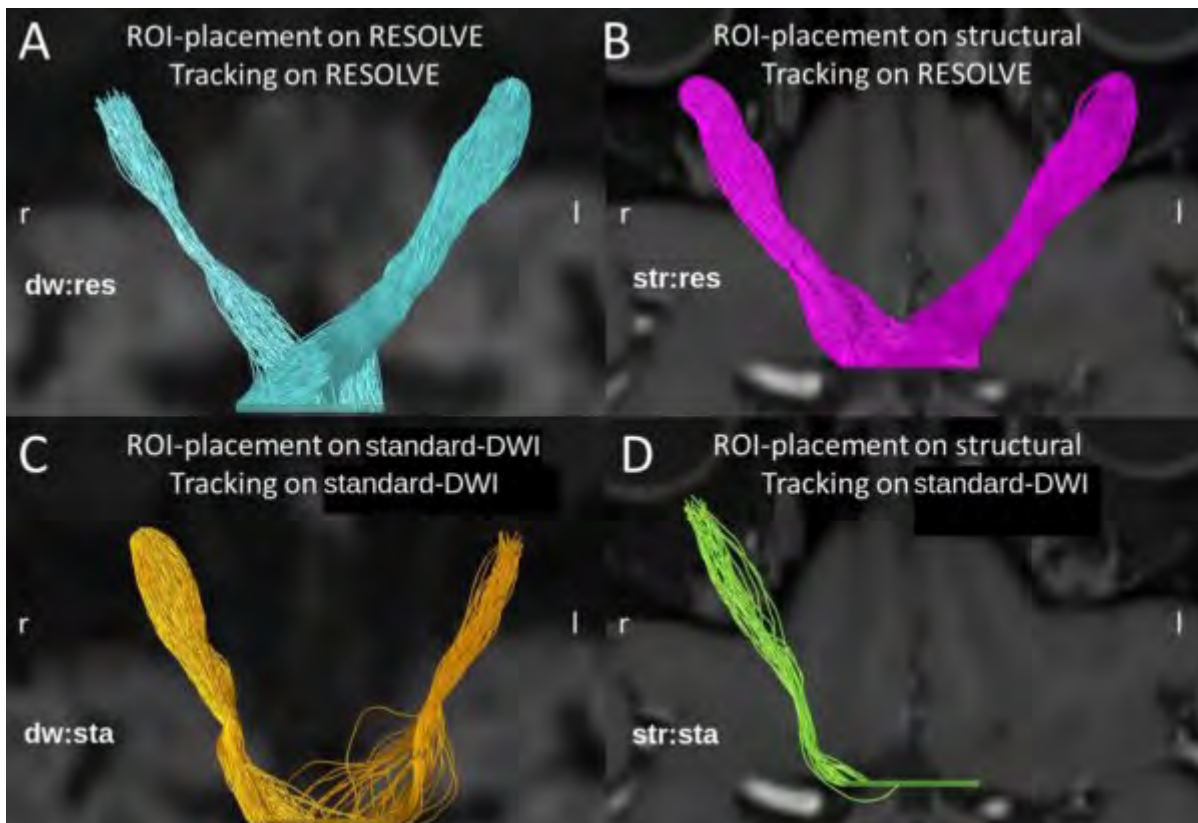 A
ROI-placement on RESOLVE
Tracking on RESOLVE
r
l
dw:res
B
ROI-placement on structural
Tracking on RESOLVE
r
l
str:res
C
ROI-placement on standard-DWI
Tracking on standard-DWI
r
l
dw:sta
D
ROI-placement on structural
Tracking on standard-DWI
r
l
str:sta